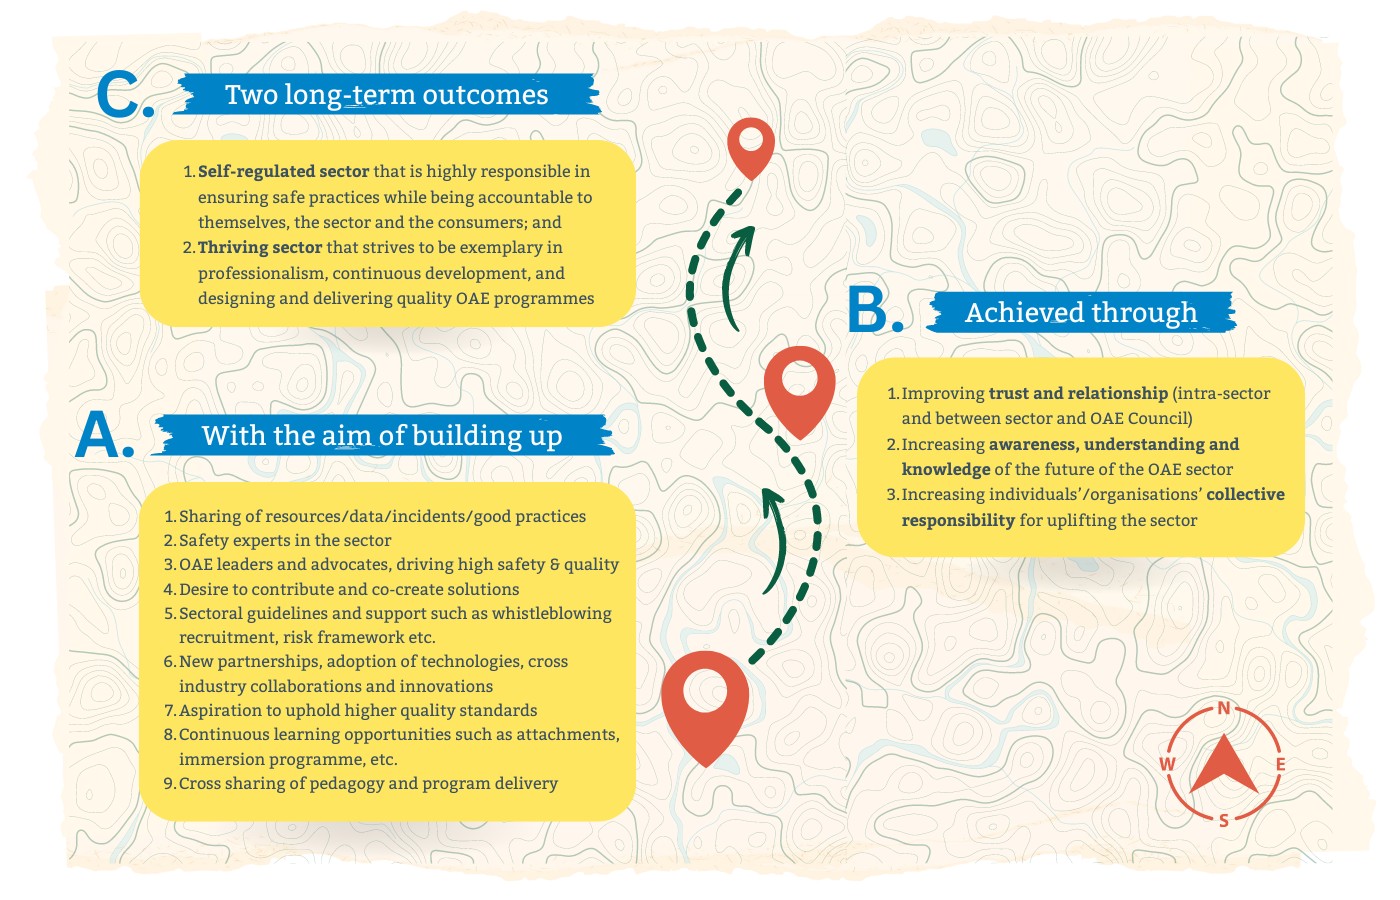 C.
Two long-term outcomes
1. Self-regulated sector that is highly responsible in
ensuring safe practices while being accountable to
themselves, the sector and the consumers; and
2. Thriving sector that strives to be exemplary in
professionalism, continuous development, and
designing and delivering quality OAE programmes
B.
Achieved through
1. Improving trust and relationship (intra-sector
and between sector and OAE Council)
2. Increasing awareness, understanding and
knowledge of the future of the OAE sector
3. Increasing individuals’/organisations’ collective
responsibility for uplifting the sector
A.
With the aim of building up
1. Sharing of resources/data/incidents/good practices
2. Safety experts in the sector
3. OAE leaders and advocates, driving high safety & quality
4. Desire to contribute and co-create solutions
5. Sectoral guidelines and support such as whistleblowing
recruitment, risk framework etc.
6. New partnerships, adoption of technologies, cross
industry collaborations and innovations
7. Aspiration to uphold higher quality standards
8. Continuous learning opportunities such as attachments,
immersion programme, etc.
9. Cross sharing of pedagogy and program delivery
N
W E
S